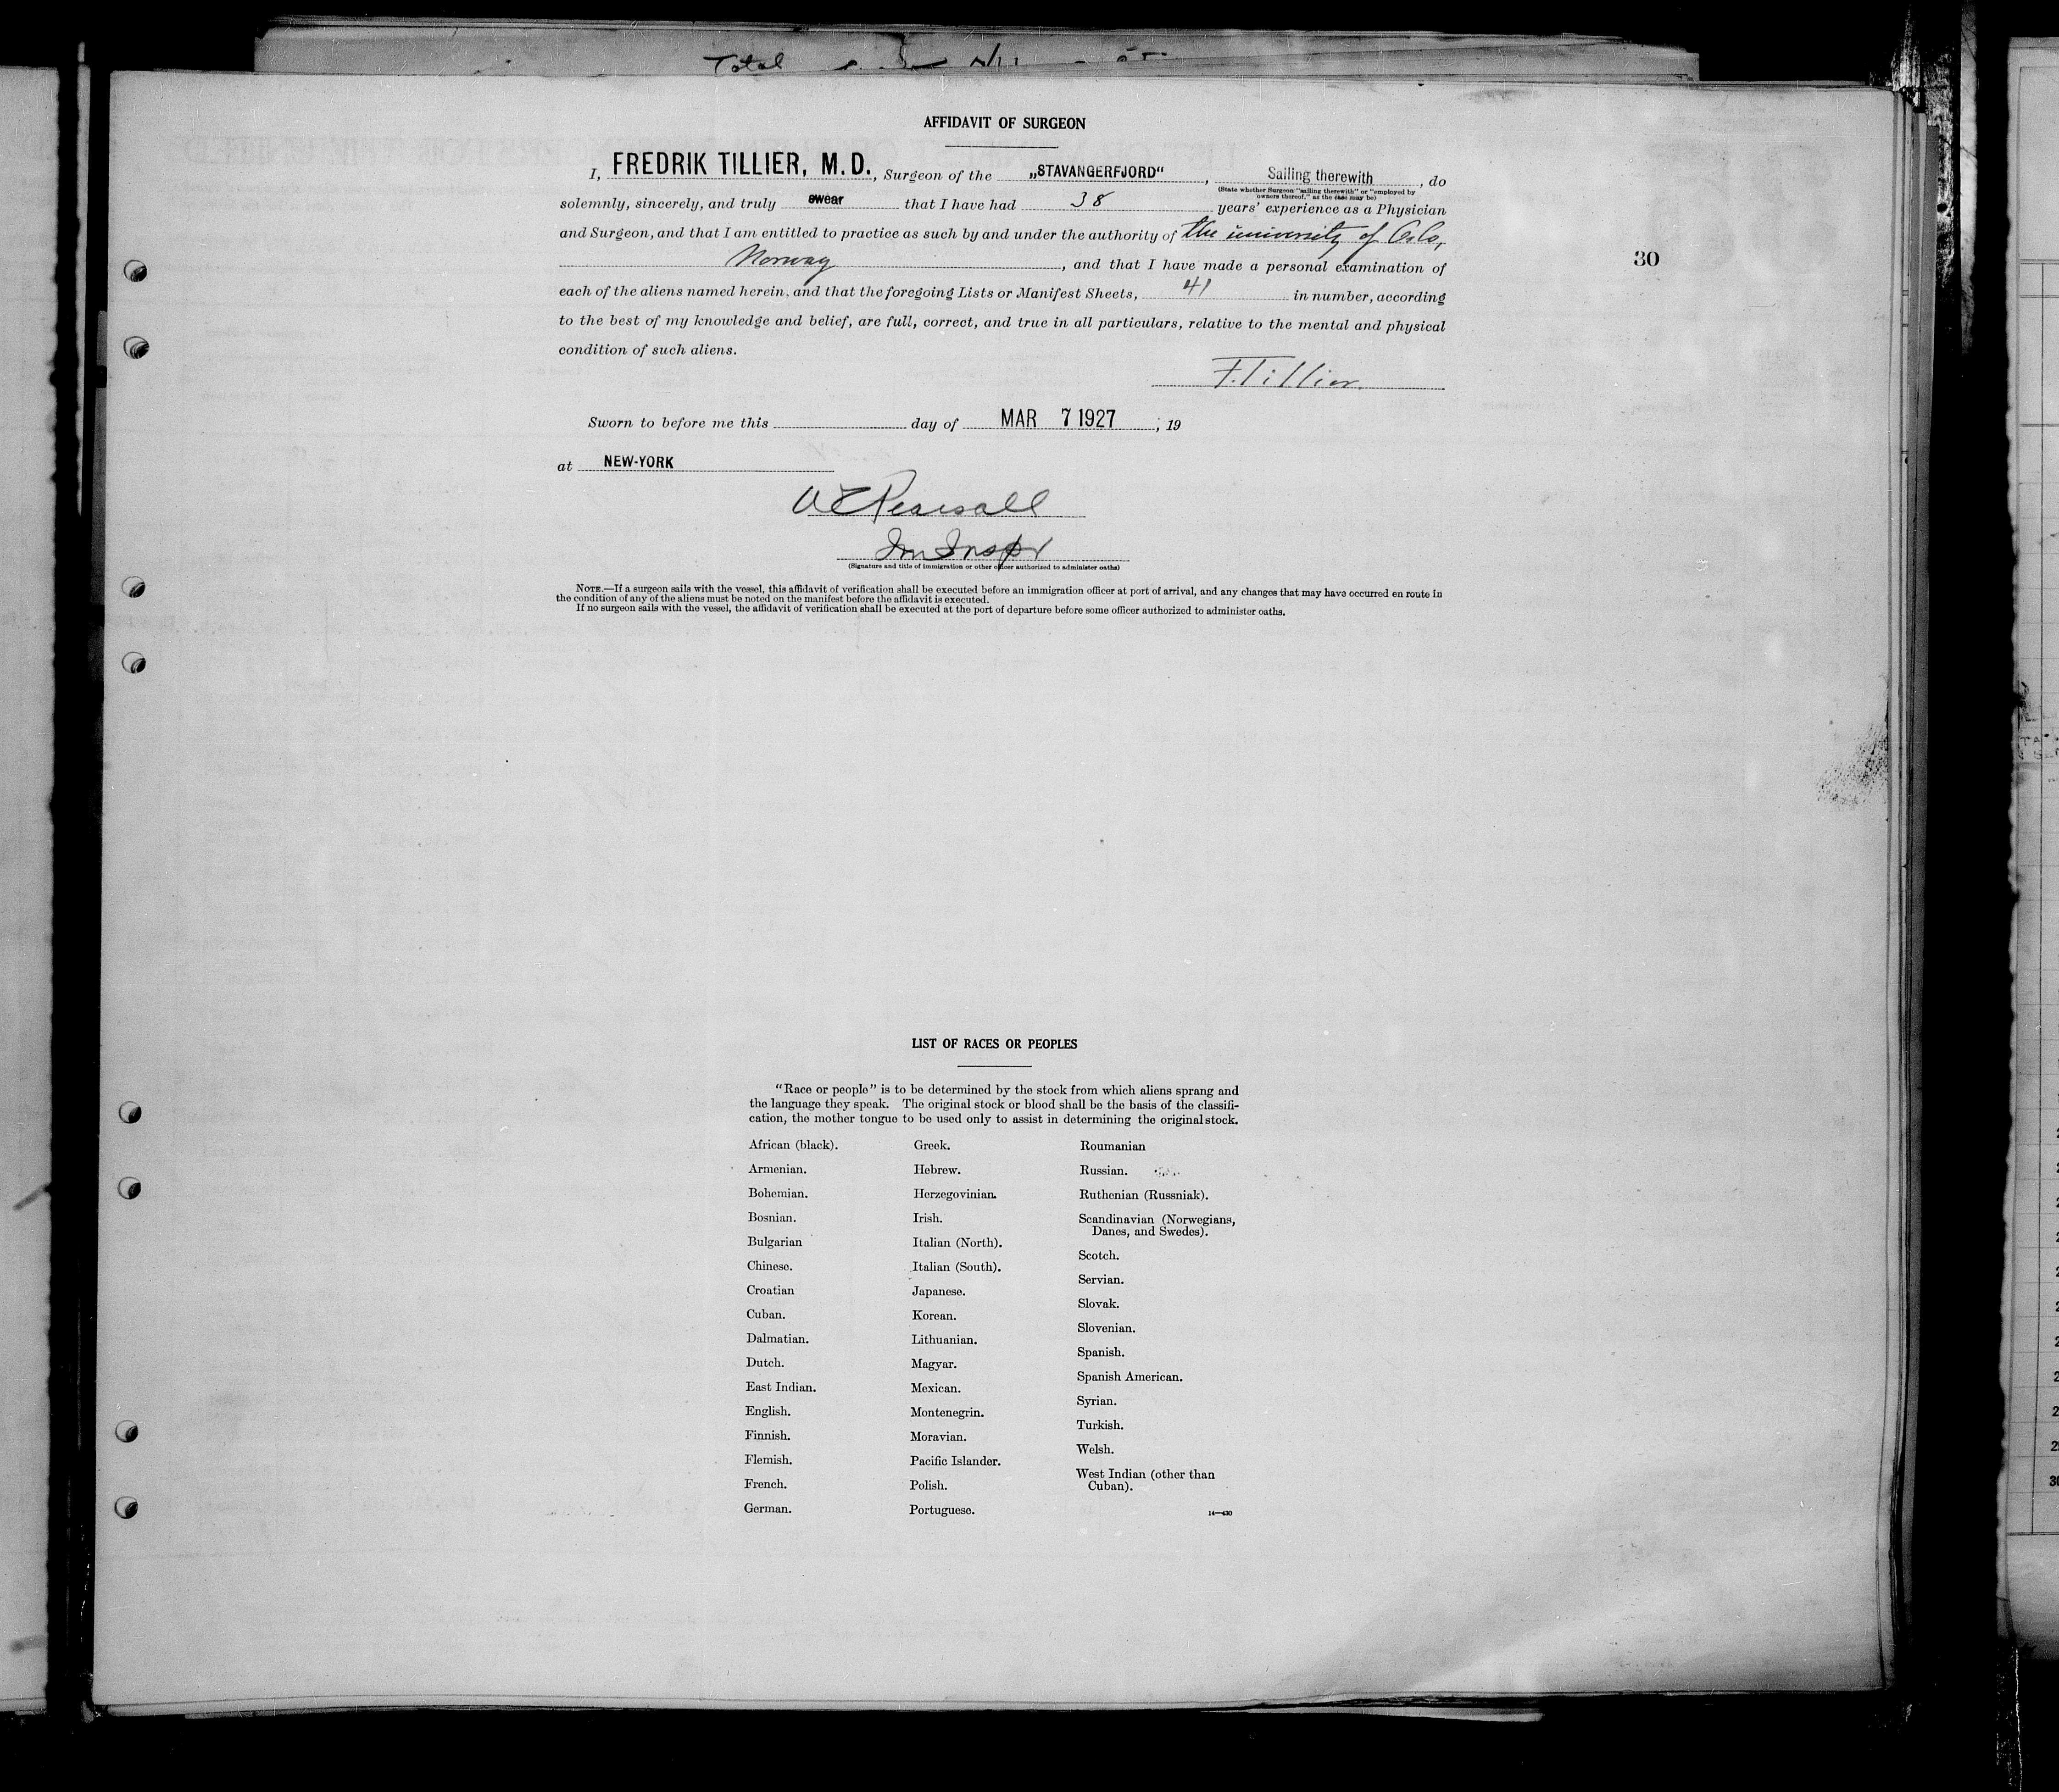 Total
AFFIDAVIT OF SURGEON
I, FREDRIK TILLIER, M.D., Surgeon of the „STAVANGERFJORD“, Sailing therewith, do
(State whether Surgeon "sailing therewith" or "employed by
owners thereof," as the case may be)
solemnly, sincerely, and truly swear that I have had 38 years' experience as a Physician
and Surgeon, and that I am entitled to practice as such by and under the authority of the university of Oslo,
Norway, and that I have made a personal examination of
30
each of the aliens named herein, and that the foregoing Lists or Manifest Sheets, 41 in number, according
to the best of my knowledge and belief, are full, correct, and true in all particulars, relative to the mental and physical
condition of such aliens.
F. Tillier.
Sworn to before me this day of MAR 7 1927; 19
at NEW-YORK
Pearsall
Im Inspr
(Signature and title of immigration or other officer authorized to administer oaths)
NOTE.—If a surgeon sails with the vessel, this affidavit of verification shall be executed before an immigration officer at port of arrival, and any changes that may have occurred en route in
the condition of any of the aliens must be noted on the manifest before the affidavit is executed.
If no surgeon sails with the vessel, the affidavit of verification shall be executed at the port of departure before some officer authorized to administer oaths.
LIST OF RACES OR PEOPLES
"Race or people" is to be determined by the stock from which aliens sprang and
the language they speak. The original stock or blood shall be the basis of the classifi-
cation, the mother tongue to be used only to assist in determining the original stock.
African (black).
Armenian.
Bohemian.
Bosnian.
Bulgarian
Chinese.
Croatian
Cuban.
Dalmatian.
Dutch.
East Indian.
English.
Finnish.
Flemish.
French.
German.
Greek.
Hebrew.
Herzegovinian.
Irish.
Italian (North).
Italian (South).
Japanese.
Korean.
Lithuanian.
Magyar.
Mexican.
Montenegrin.
Moravian.
Pacific Islander.
Polish.
Portuguese.
Roumanian
Russian.
Ruthenian (Russniak).
Scandinavian (Norwegians,
Danes, and Swedes).
Scotch.
Servian.
Slovak.
Slovenian.
Spanish.
Spanish American.
Syrian.
Turkish.
Welsh.
West Indian (other than
Cuban).
14—430